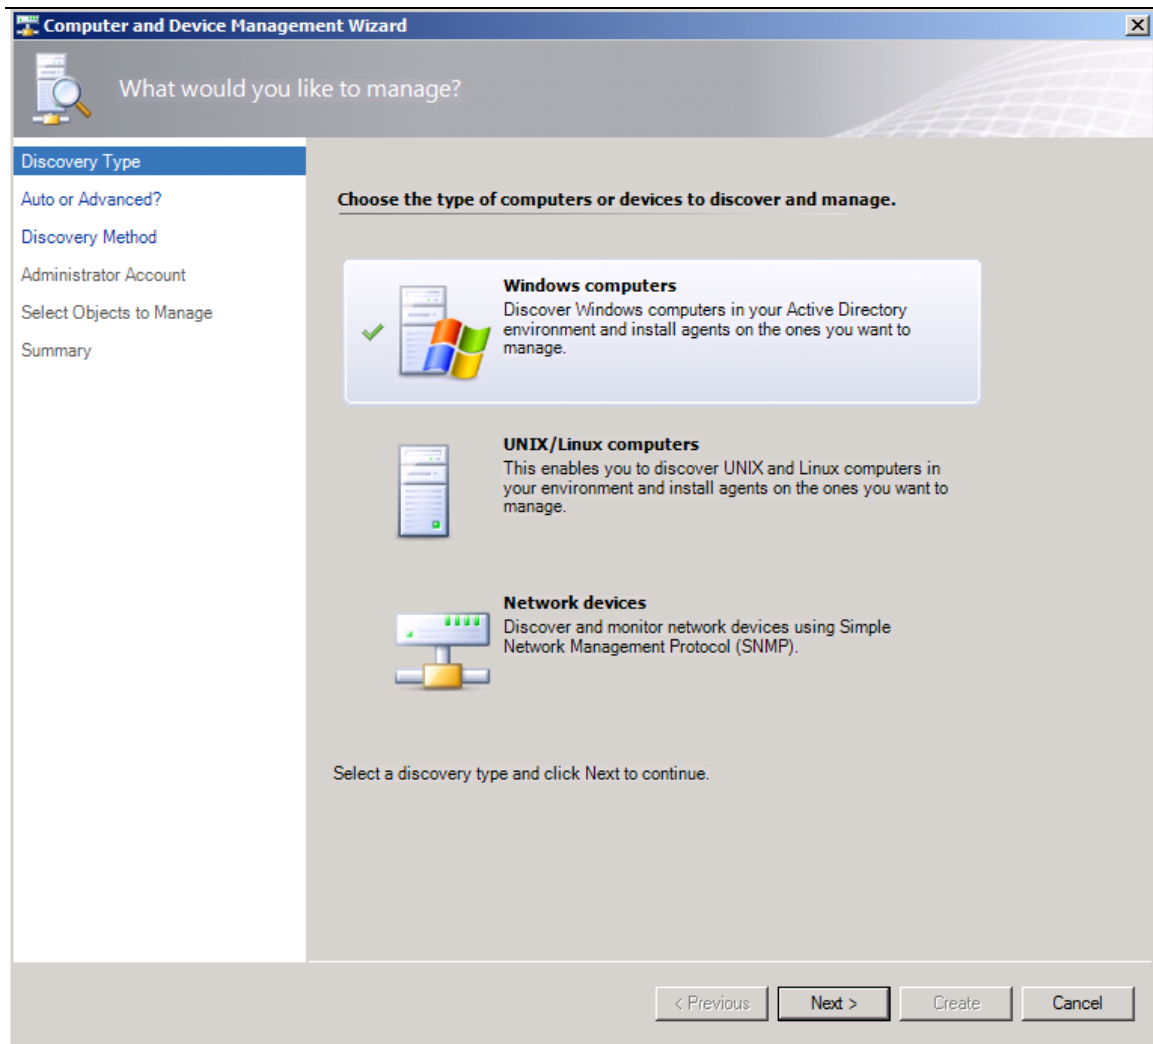 Computer and Device Management Wizard
What would you like to manage?
Discovery Type
Auto or Advanced?
Discovery Method
Administrator Account
Select Objects to Manage
Summary
Choose the type of computers or devices to discover and manage.
Windows computers
Discover Windows computers in your Active Directory
environment and install agents on the ones you want to
manage.
UNIX/Linux computers
This enables you to discover UNIX and Linux computers in
your environment and install agents on the ones you want to
manage.
Network devices
Discover and monitor network devices using Simple
Network Management Protocol (SNMP).
Select a discovery type and click Next to continue.
< Previous
Next >
Create
Cancel